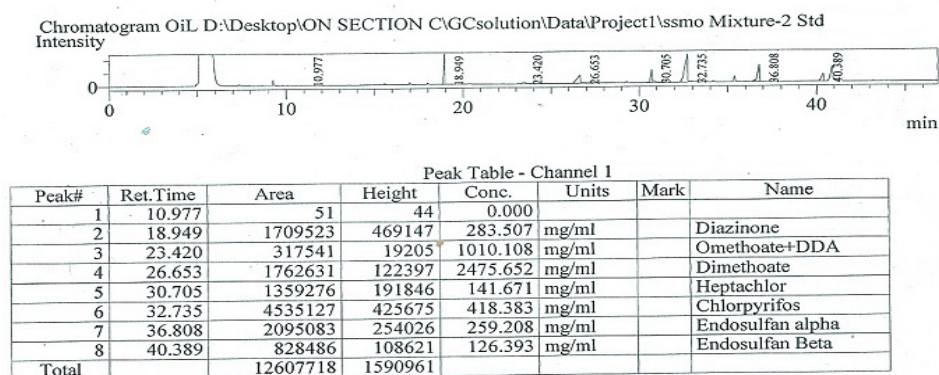 Chromatogram OiL D:\Desktop\ON SECTION C\GCsolution\Data\Project1\ssmo Mixture-2 Std
Intensity
10.977 18.949 23.420 26.653 30.705 32.735 36.808 40.389
0
0 10 20 30 40
min
Peak Table - Channel 1
Peak# Ret.Time Area Height Conc. Units Mark Name
1 10.977 51 44 0.000
2 18.949 1709523 469147 283.507 mg/ml Diazinone
3 23.420 317541 19205 1010.108 mg/ml Omethoate+DDA
4 26.653 1762631 122397 2475.652 mg/ml Dimethoate
5 30.705 1359276 191846 141.671 mg/ml Heptachlor
6 32.735 4535127 425675 418.383 mg/ml Chlorpyrifos
7 36.808 2095083 254026 259.208 mg/ml Endosulfan alpha
8 40.389 828486 108621 126.393 mg/ml Endosulfan Beta
Total 12607718 1590961